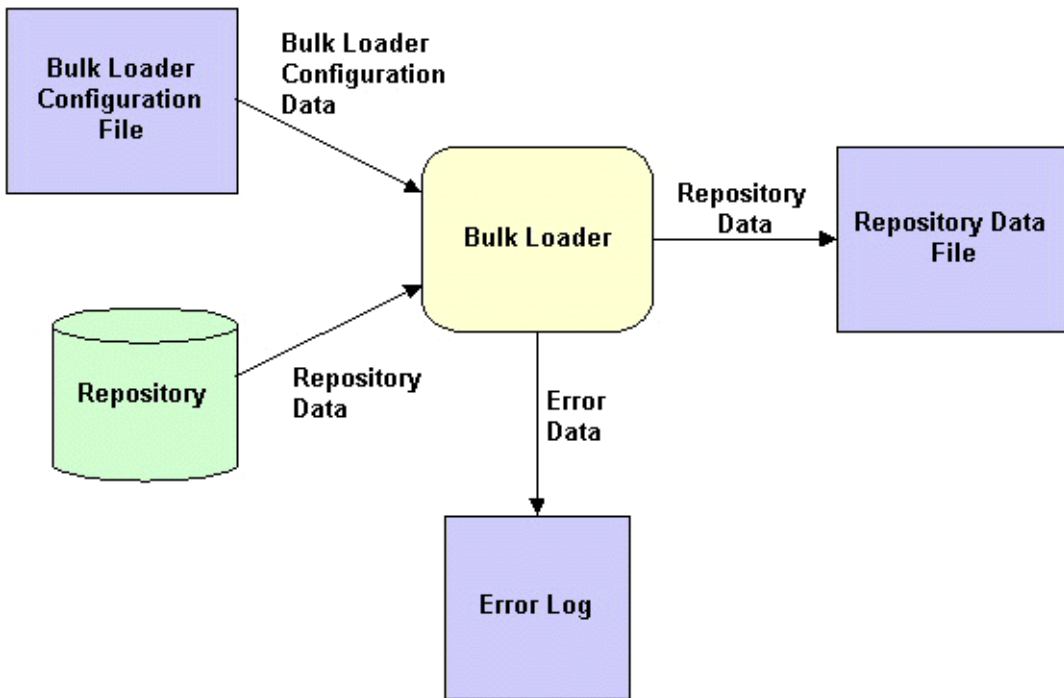 Bulk Loader
Configuration
File
Bulk Loader
Configuration
Data
Bulk Loader
Repository
Data
Repository Data
File
Repository
Repository
Data
Error
Data
Error Log